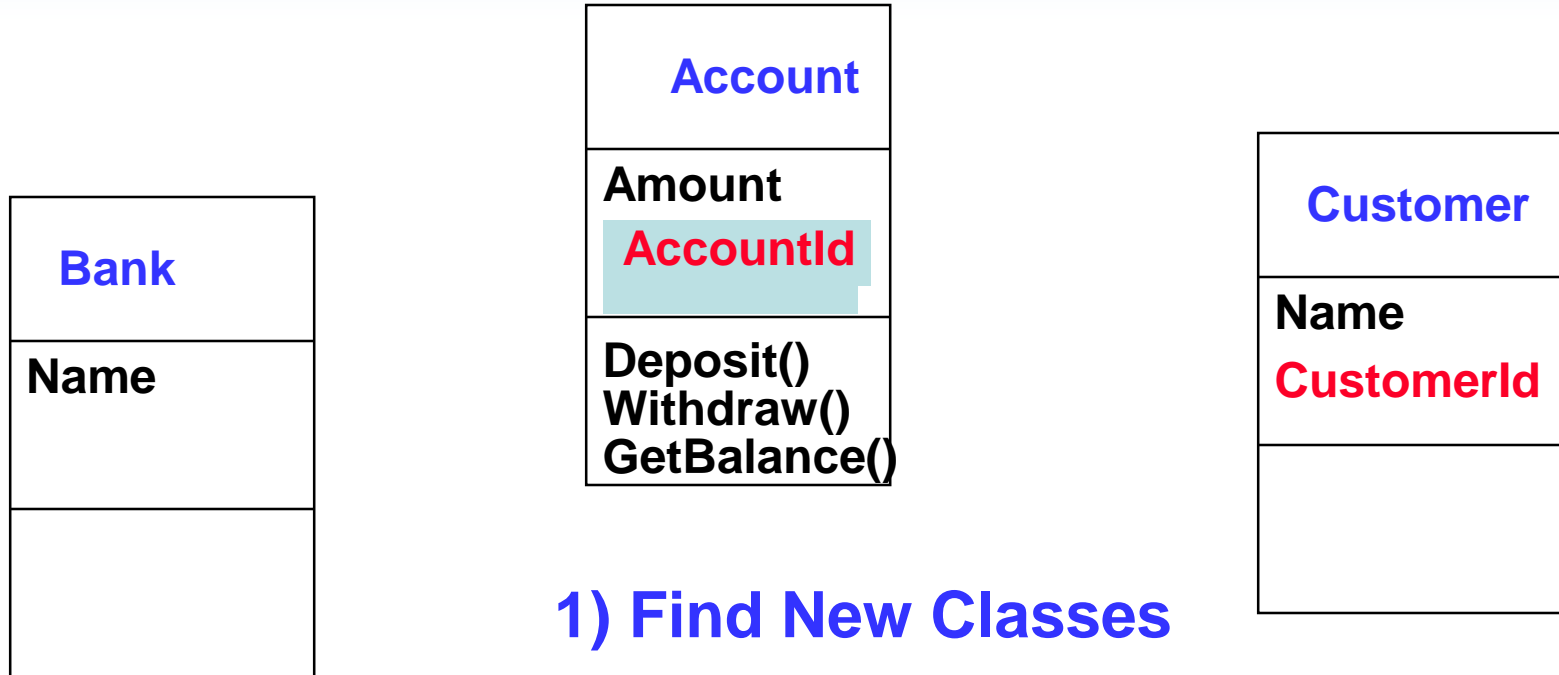 Bank
Name
Account
Amount
AccountId
Deposit()
Withdraw()
GetBalance()
Customer
Name
CustomerId
1) Find New Classes